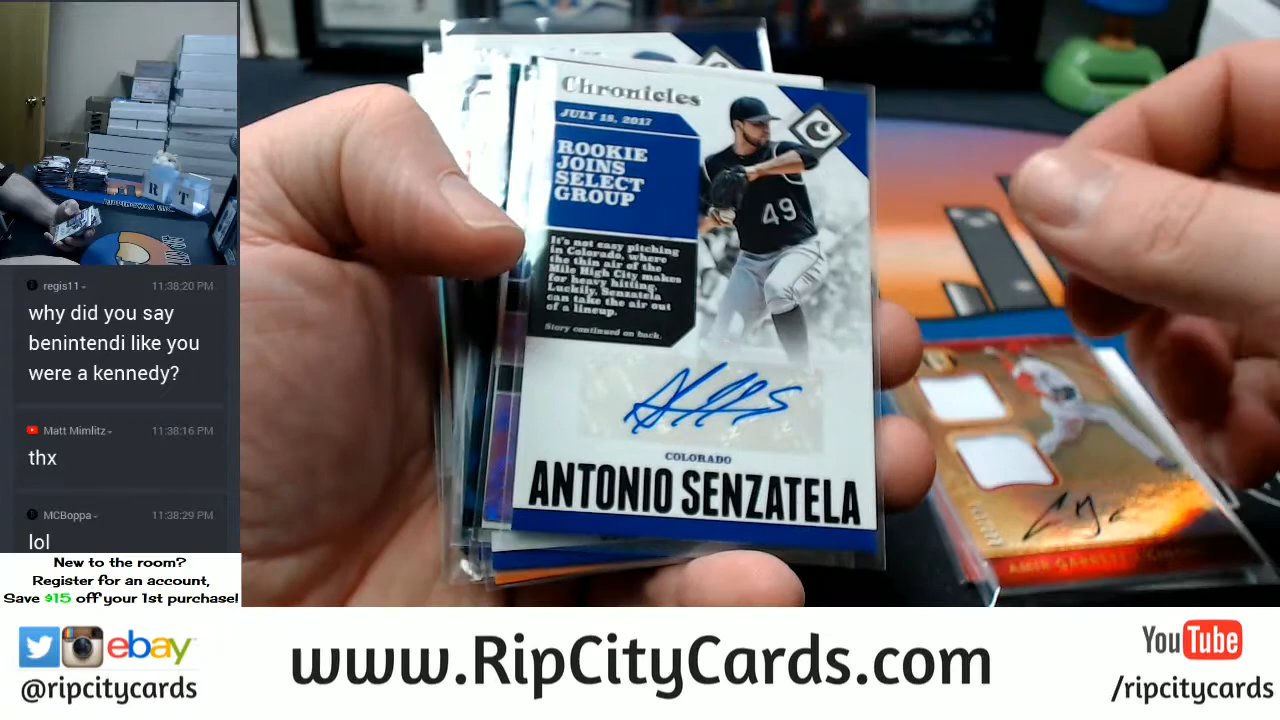 regis11
11:38:20 PM
why did you say
benintendi like you
were a kennedy?
Matt Mimlitz
11:38:16 PM
thx
MCBoppa
11:38:29 PM
lol
New to the room?
Register for an account,
Save $15 off your 1st purchase!
Chronicles
JULY 18, 2017
ROOKIE
JOINS
SELECT
GROUP
It's not easy pitching
in Colorado, where
the thin air of the
Mile High City makes
for heavy hitting.
Luckily, Senzatela
can take the air out
of a lineup.
Story continued on back.
C
49
COLORADO
ANTONIO SENZATELA
AMIR GARRETT
R T
ebay
@ripcitycards
www.RipCityCards.com
YouTube
/ripcitycards